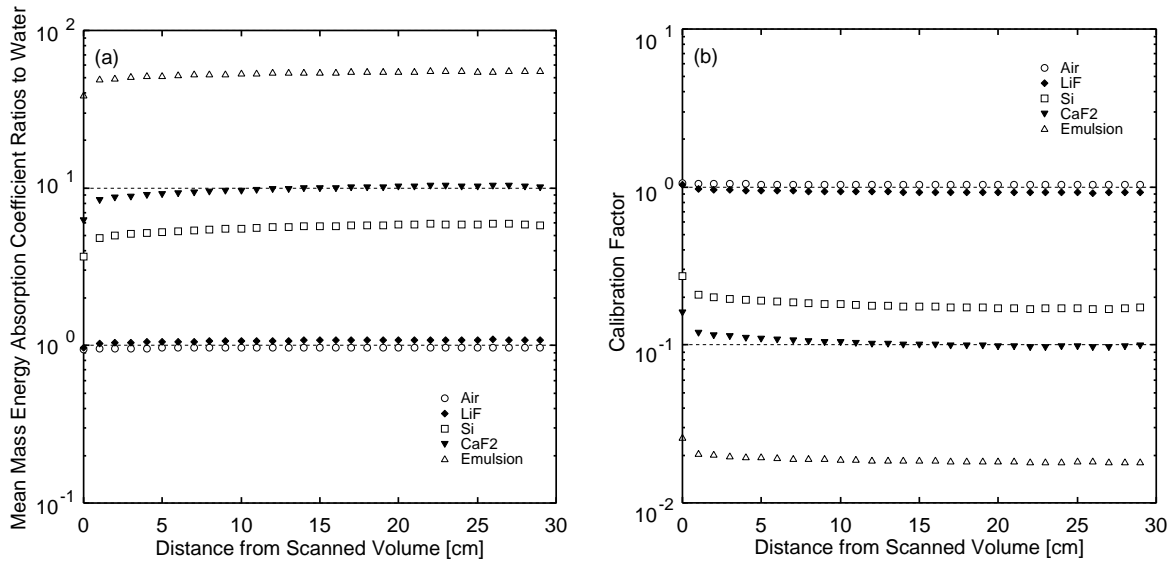 Mean Mass Energy Absorption Coefficient Ratios to Water
10 2
10 1
10 0
10 -1
(a)
Air
LiF
Si
CaF2
Emulsion
0 5 10 15 20 25 30
Distance from Scanned Volume [cm]
Calibration Factor
10 1
10 0
10 -1
10 -2
(b)
Air
LiF
Si
CaF2
Emulsion
0 5 10 15 20 25 30
Distance from Scanned Volume [cm]